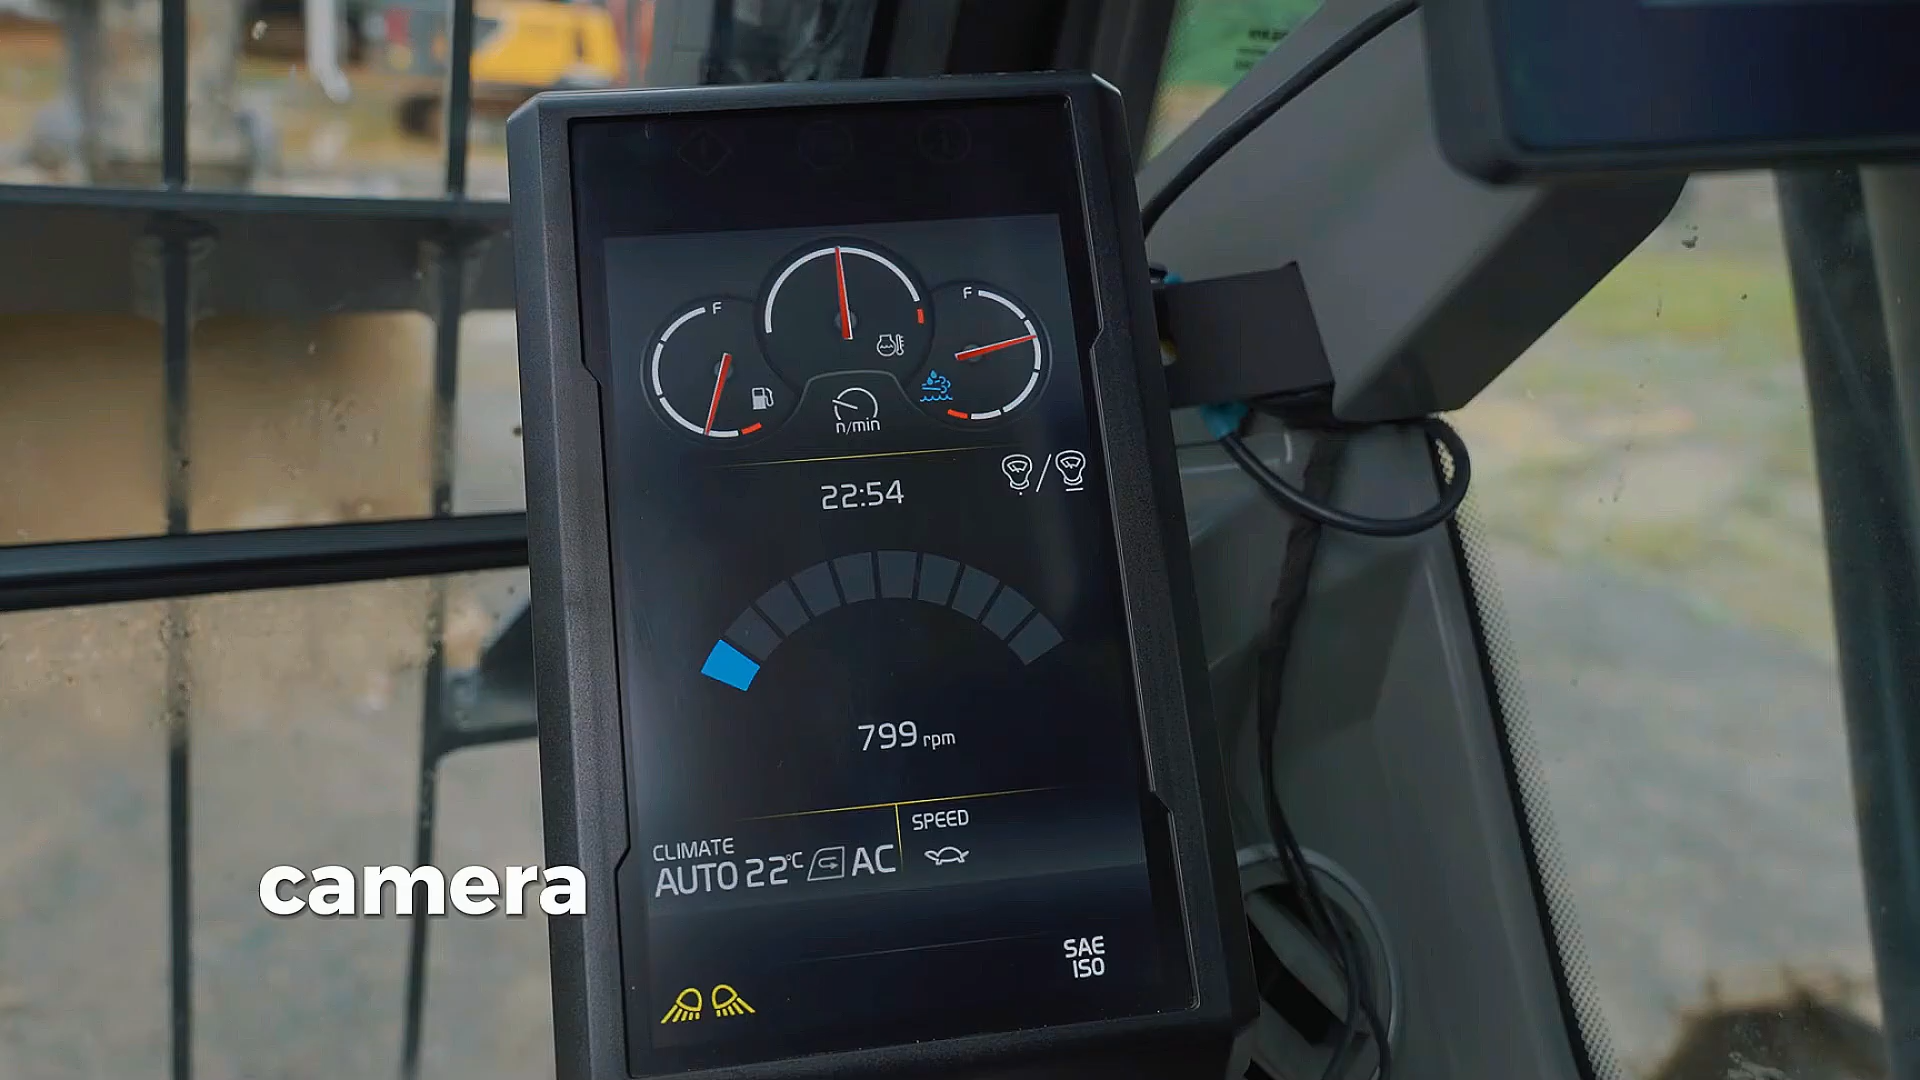 F
F
n/min
22:54
799 rpm
SPEED
CLIMATE
AUTO 22°C AC
camera
SAE
ISO